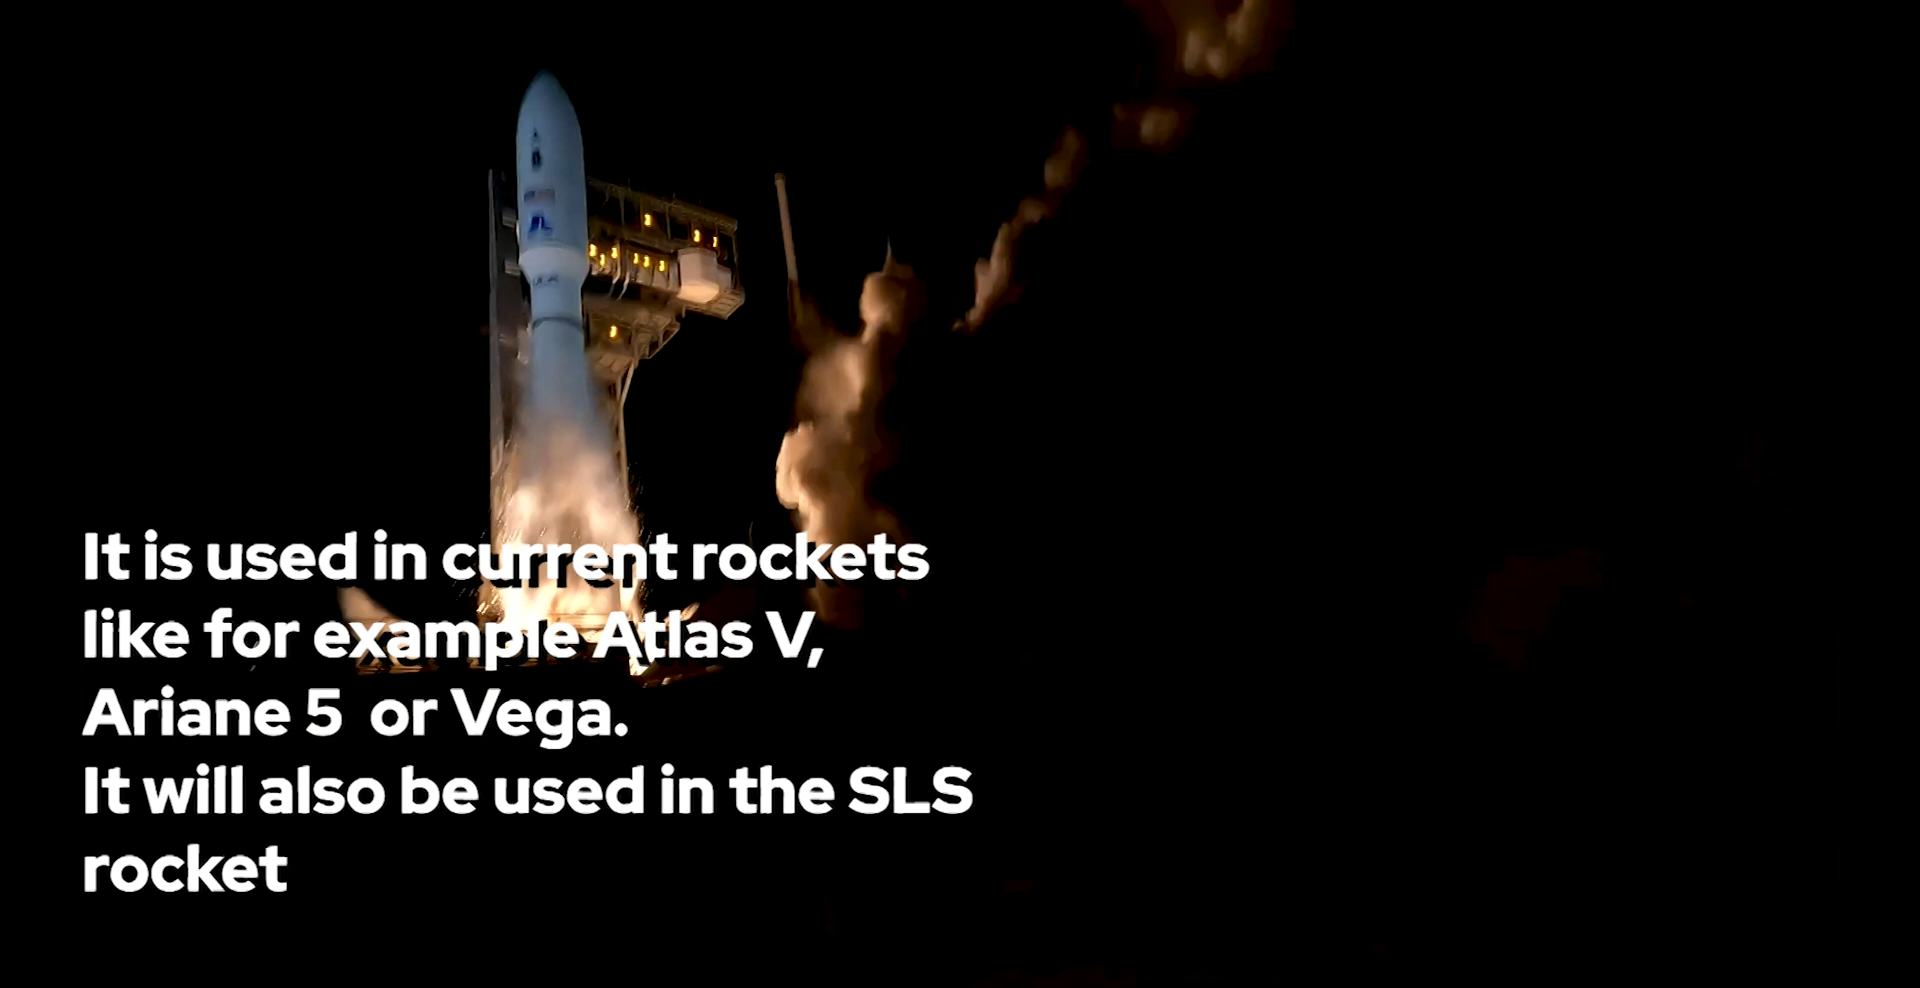 It is used in current rockets
like for example Atlas V,
Ariane 5  or Vega.
It will also be used in the SLS
rocket